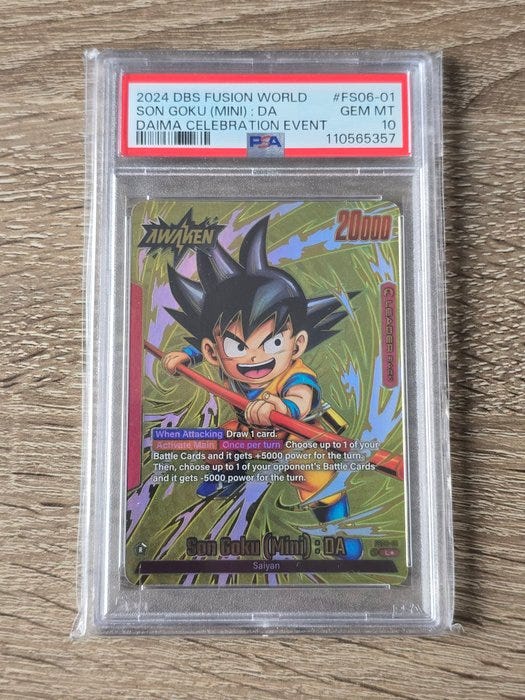 2024 DBS FUSION WORLD #FS06-01
SON GOKU (MINI) : DA GEM MT
DAIMA CELEBRATION EVENT 10
PSA 110565357
AWAKEN 20000
When Attacking Draw 1 card.
Activate Main Once per turn Choose up to 1 of your
Battle Cards and it gets +5000 power for the turn.
Then, choose up to 1 of your opponent's Battle Cards
and it gets -5000 power for the turn.
Son Goku (Mini) : DA
Saiyan